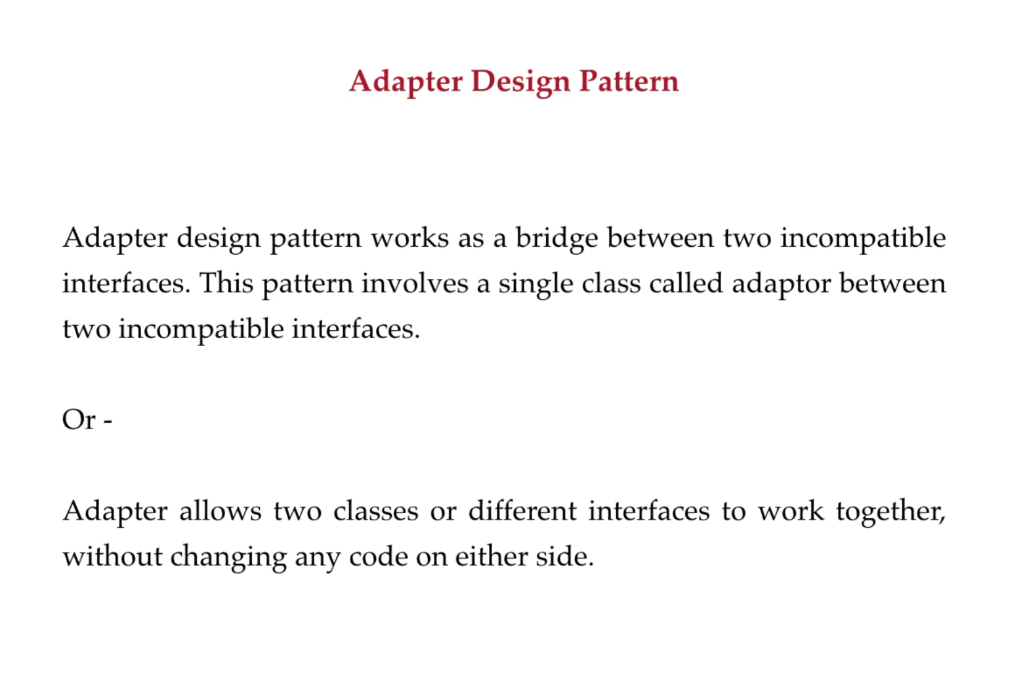 Adapter Design Pattern
Adapter design pattern works as a bridge between two incompatible
interfaces. This pattern involves a single class called adaptor between
two incompatible interfaces.
Or -
Adapter allows two classes or different interfaces to work together,
without changing any code on either side.